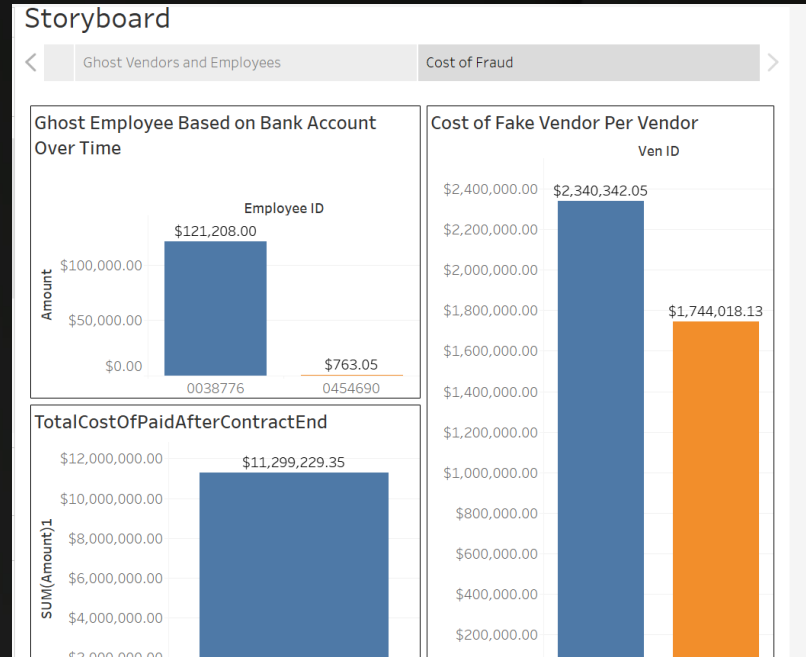 Storyboard
Ghost Vendors and Employees
Cost of Fraud
Ghost Employee Based on Bank Account
Over Time
Employee ID
$121,208.00
$100,000.00
Amount
$50,000.00
$0.00
$763.05
0038776
0454690
TotalCostOfPaidAfterContractEnd
$12,000,000.00
$11,299,229.35
$10,000,000.00
$8,000,000.00
SUM(Amount)1
$6,000,000.00
$4,000,000.00
Cost of Fake Vendor Per Vendor
Ven ID
$2,400,000.00
$2,340,342.05
$2,200,000.00
$2,000,000.00
$1,800,000.00
$1,744,018.13
$1,600,000.00
$1,400,000.00
$1,200,000.00
$1,000,000.00
$800,000.00
$600,000.00
$400,000.00
$200,000.00